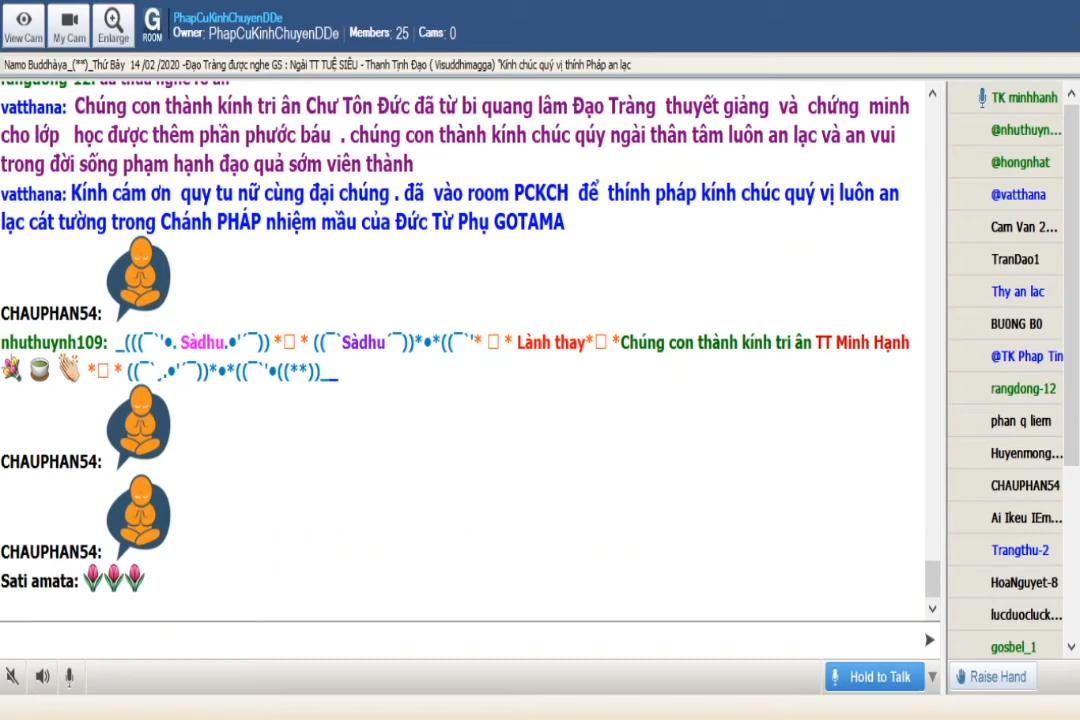 View Cam
My Cam
Enlarge
G
ROOM
PhapCuKinhChuyenDDe
Owner: PhapCuKinhChuyenDDe Members: 25 Cams: 0
Namo Buddhàya_(**)_Thứ Bảy 14 /02 /2020 -Đạo Tràng được nghe GS : Ngài TT TUỆ SIÊU - Thanh Tịnh Đạo ( Visuddhimagga) "Kính chúc quý vị thính Pháp an lạc
vatthana: Chúng con thành kính tri ân Chư Tôn Đức đã từ bi quang lâm Đạo Tràng thuyết giảng và chứng minh
cho lớp học được thêm phần phước báu . chúng con thành kính chúc qúy ngài thân tâm luôn an lạc và an vui
trong đời sống phạm hạnh đạo quả sớm viên thành
vatthana: Kính cám ơn quy tu nữ cùng đại chúng . đã vào room PCKCH để thính pháp kính chúc quý vị luôn an
lạc cát tường trong Chánh PHÁP nhiệm mầu của Đức Từ Phụ GOTAMA
CHAUPHAN54:
nhuthuynh109: _(((¯`'•. Sàdhu.•'´¯)) *▯ * ((¯`Sàdhu´¯))*•*((¯`'* ▯ * Lành thay*▯ *Chúng con thành kính tri ân TT Minh Hạnh
*▯ * ((¯`¸.•'´¯))*•*((¯`'•((**))__
CHAUPHAN54:
CHAUPHAN54:
Sati amata:
TK minhhanh
@nhuthuyn...
@hongnhat
@vatthana
Cam Van 2...
TranDao1
Thy an lac
BU0NG B0
@TK Phap Tin
rangdong-12
phan q liem
Huyenmong...
CHAUPHAN54
Ai Ikeu IEm...
Trangthu-2
HoaNguyet-8
lucduocluck...
gosbel_1
Hold to Talk
Raise Hand